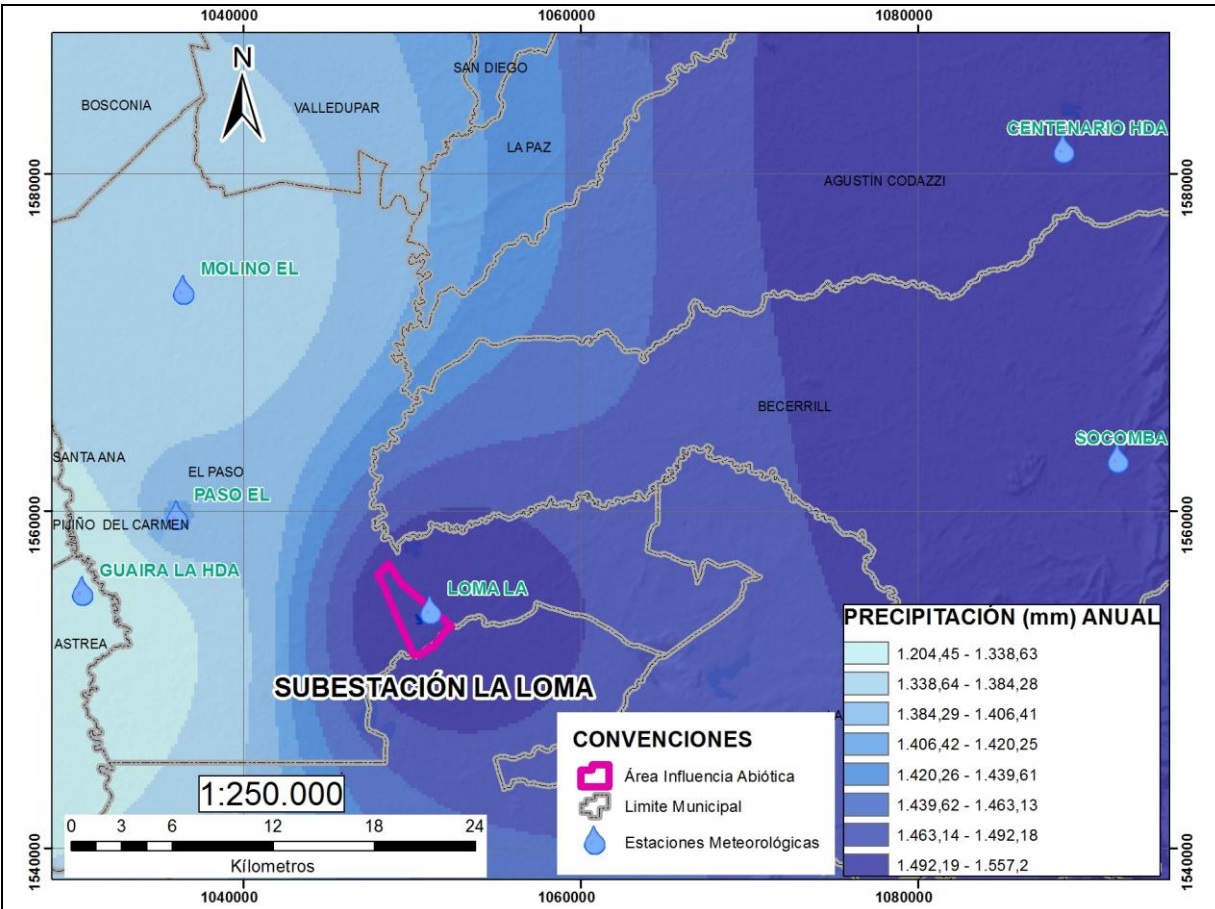 1040000
1060000
1080000
N
SAN DIEGO
BOSCONIA
VALLEDUPAR
CENTENARIO HDA
LA PAZ
1580000
1580000
AGUSTÍN CODAZZI
MOLINO EL
BECERRILL
SOCOMBA
SANTA ANA
EL PASO
PASO EL
1560000
1560000
DEL CARMEN
GUAIRA LA HDA
LOMA LA
ASTREA
SUBESTACIÓN LA LOMA
PRECIPITACIÓN (mm) ANUAL
1.204,45 - 1.338,63
1.338,64 - 1.384,28
1.384,29 - 1.406,41
1.406,42 - 1.420,25
1.420,26 - 1.439,61
1.439,62 - 1.463,13
1.463,14 - 1.492,18
1.492,19 - 1.557,2
CONVENCIONES
Área Influencia Abiótica
Limite Municipal
Estaciones Meteorológicas
1:250.000
0 3 6 12 18 24
Kílometros
1540000
1540000
1040000
1060000
1080000